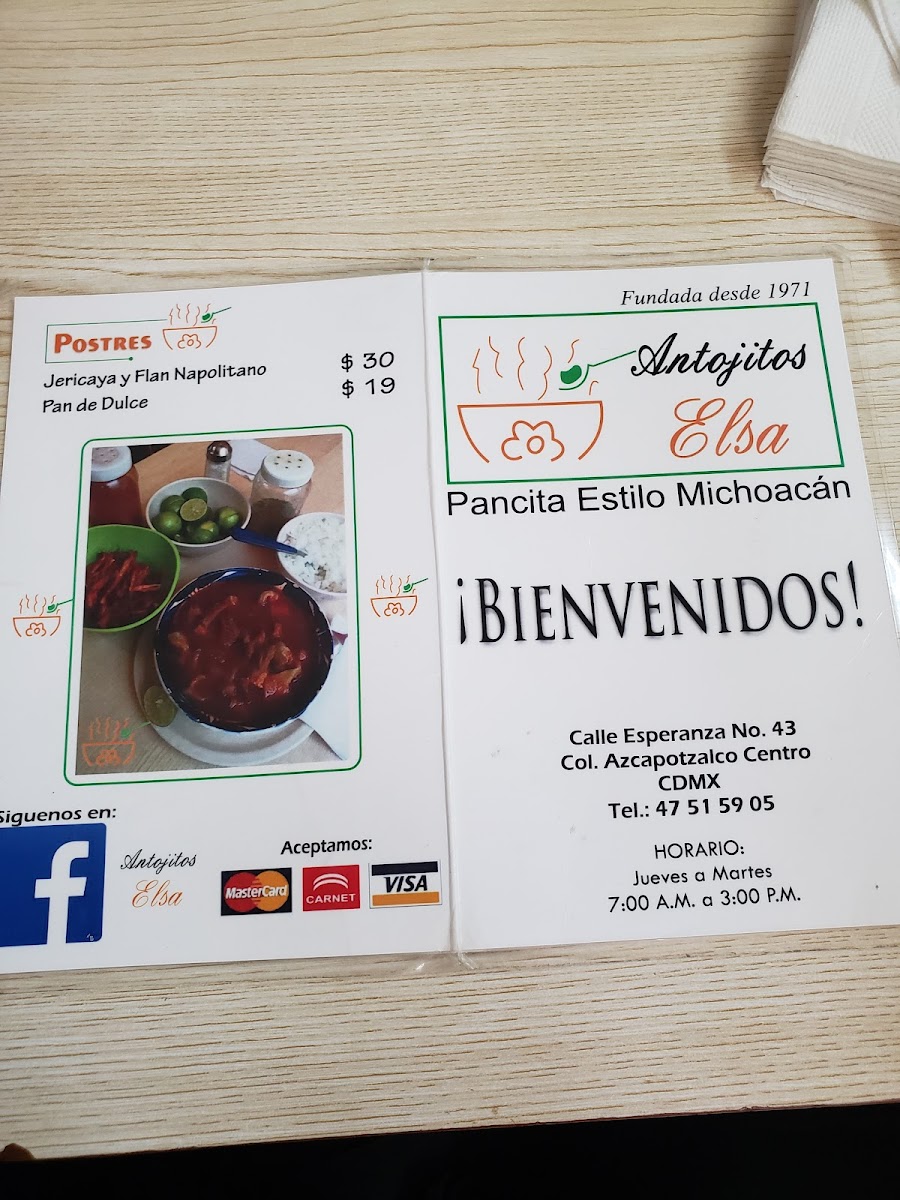 POSTRES
Jericaya y Flan Napolitano $ 30
Pan de Dulce $ 19
Siguenos en:
f
Antojitos
Elsa
Aceptamos:
MasterCard
CARNET
VISA
Fundada desde 1971
Antojitos
Elsa
Pancita Estilo Michoacán
¡BIENVENIDOS!
Calle Esperanza No. 43
Col. Azcapotzalco Centro
CDMX
Tel.: 47 51 59 05
HORARIO:
Jueves a Martes
7:00 A.M. a 3:00 P.M.